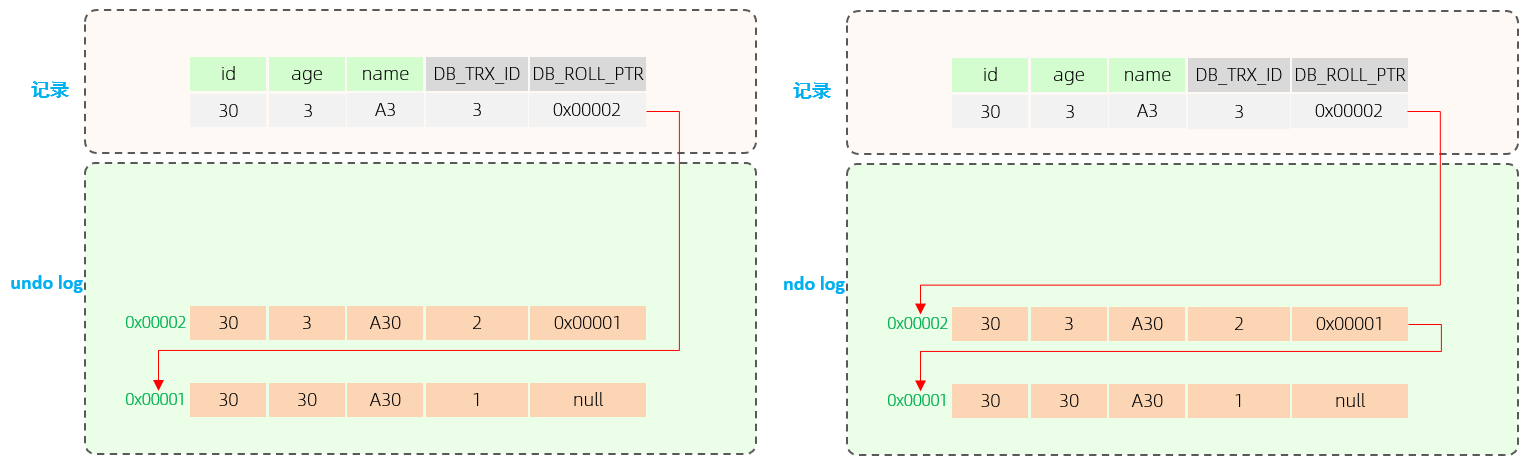 id age name DB_TRX_ID DB_ROLL_PTR
记录
30 3 A3 3 0x00002
undo log
0x00002 30 3 A30 2 0x00001
0x00001 30 30 A30 1 null
id age name DB_TRX_ID DB_ROLL_PTR
记录
30 3 A3 3 0x00002
ndo log
0x00002 30 3 A30 2 0x00001
0x00001 30 30 A30 1 null